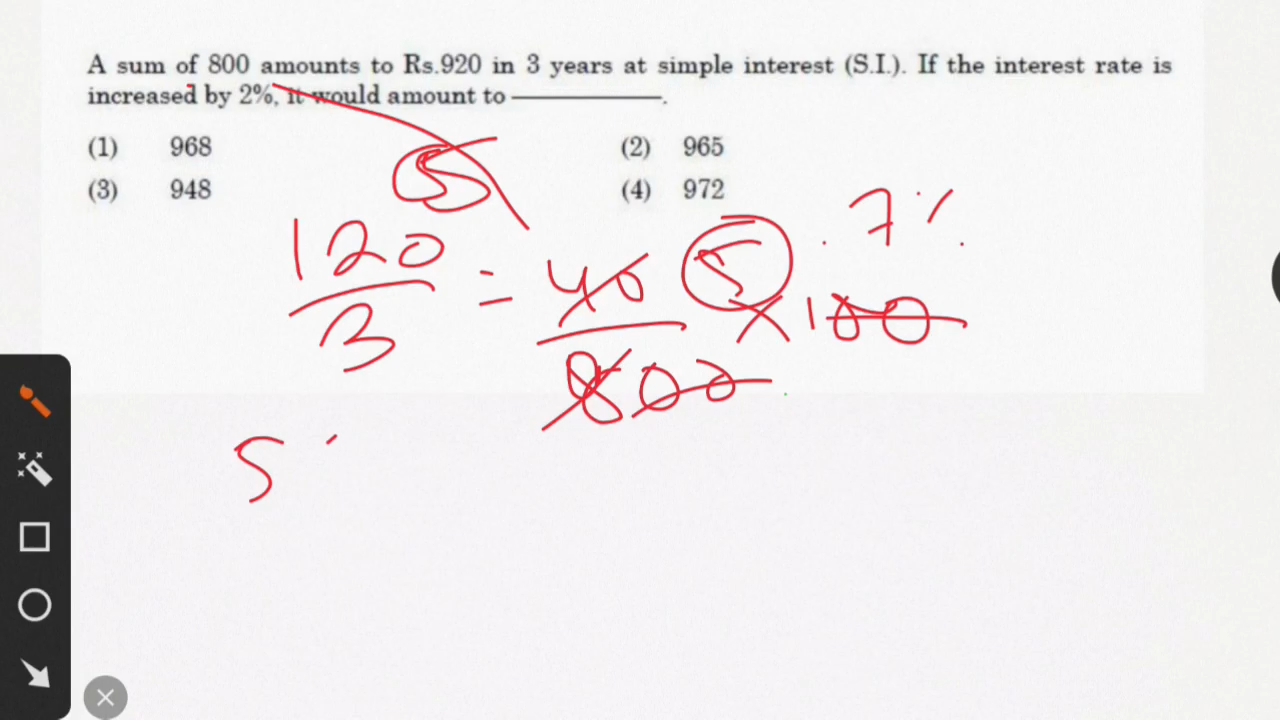 A sum of 800 amounts to Rs.920 in 3 years at simple interest (S.I.). If the interest rate is
increased by 2%, it would amount to ————.
(1) 968 (2) 965
(3) 948 (4) 972
5
7%
120/3 = 40/800 × 100
5
5